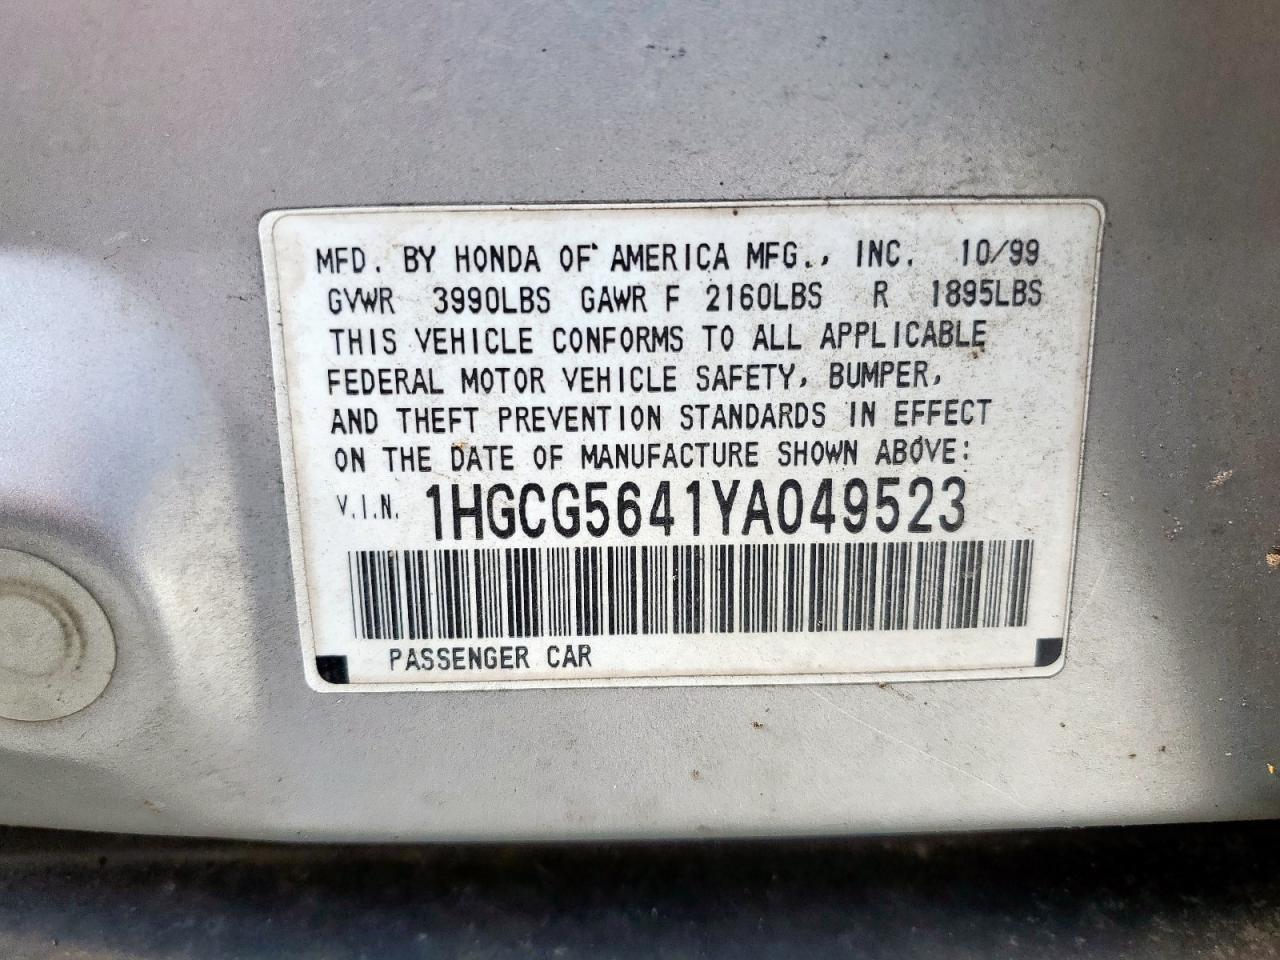 MFD. BY HONDA OF AMERICA MFG., INC. 10/99
GVWR 3990LBS GAWR F 2160LBS R 1895LBS
THIS VEHICLE CONFORMS TO ALL APPLICABLE
FEDERAL MOTOR VEHICLE SAFETY, BUMPER,
AND THEFT PREVENTION STANDARDS IN EFFECT
ON THE DATE OF MANUFACTURE SHOWN ABOVE:
V.I.N. 1HGCG5641YA049523
PASSENGER CAR